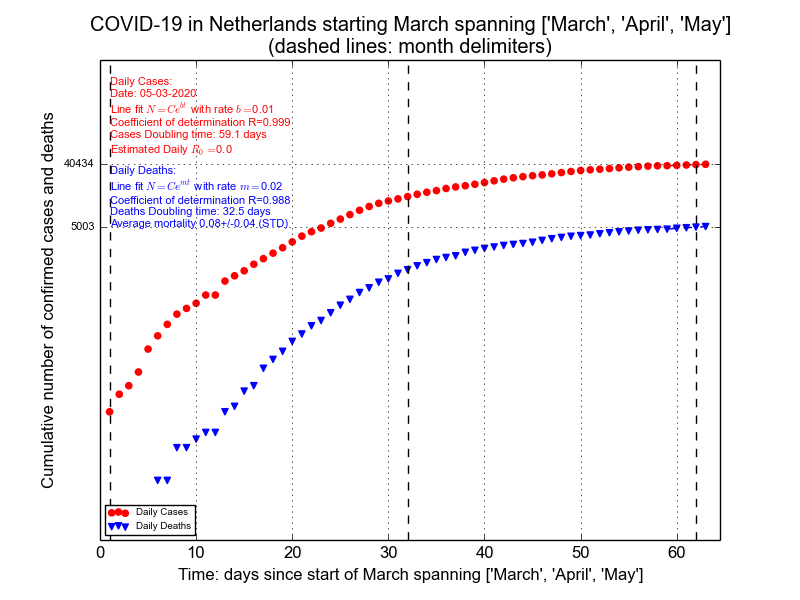 COVID-19 in Netherlands starting March spanning ['March', 'April', 'May']
(dashed lines: month delimiters)
Daily Cases:
Date: 05-03-2020
Line fit N = Ce^{bt} with rate b =0.01
Coefficient of determination R=0.999
Cases Doubling time: 59.1 days
Estimated Daily R_0 =0.0
Daily Deaths:
Line fit N = Ce^{mt} with rate m =0.02
Coefficient of determination R=0.988
Deaths Doubling time: 32.5 days
Average mortality 0.08+/-0.04 (STD)
40434
5003
Cumulative number of confirmed cases and deaths
Daily Cases
Daily Deaths
0 10 20 30 40 50 60
Time: days since start of March spanning ['March', 'April', 'May']